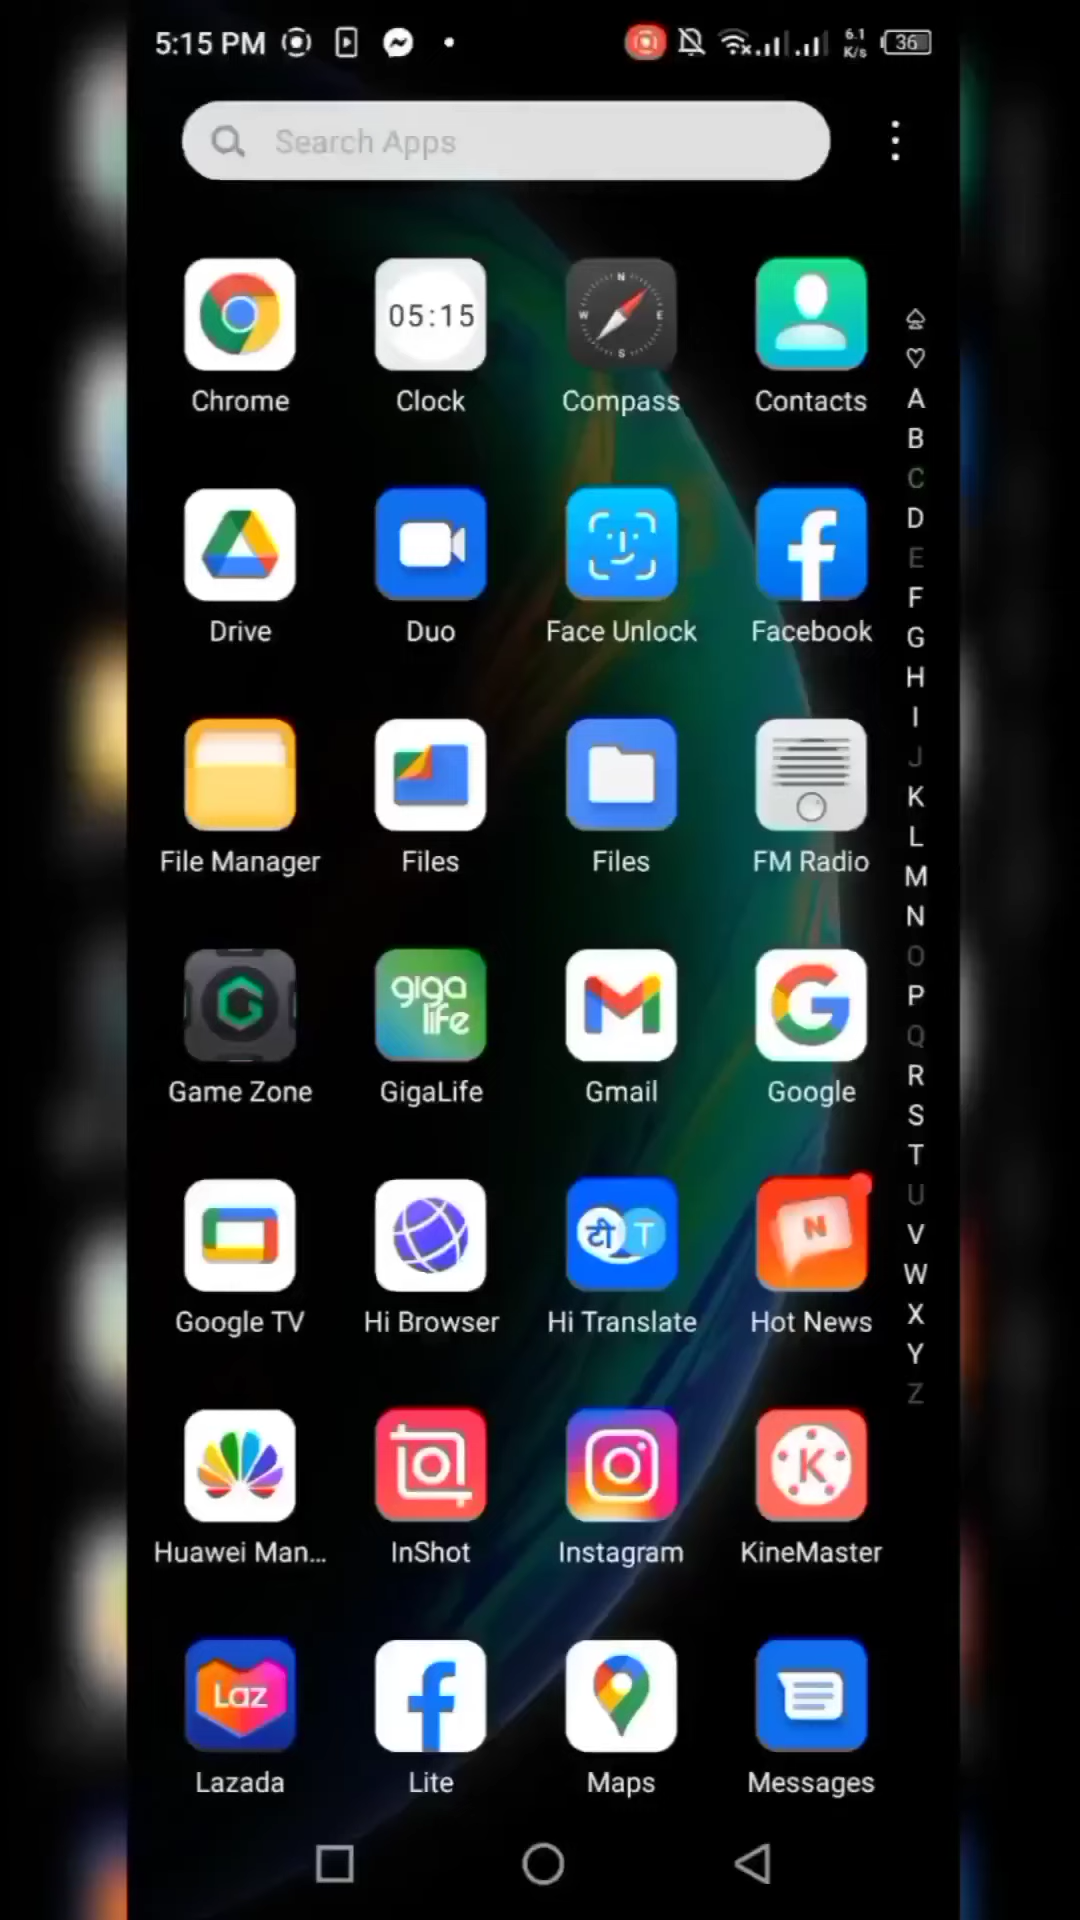 5:15 PM 6.1 K/s 36
Search Apps
05:15
N
W E
S
Chrome Clock Compass Contacts
A
B
C
D
E
F
G
H
I
J
K
L
M
N
O
P
Q
R
S
T
U
V
W
X
Y
Z
Drive Duo Face Unlock Facebook
File Manager Files Files FM Radio
giga
life
Game Zone GigaLife Gmail Google
टी T N
Google TV Hi Browser Hi Translate Hot News
K
Huawei Man... InShot Instagram KineMaster
Laz
Lazada Lite Maps Messages